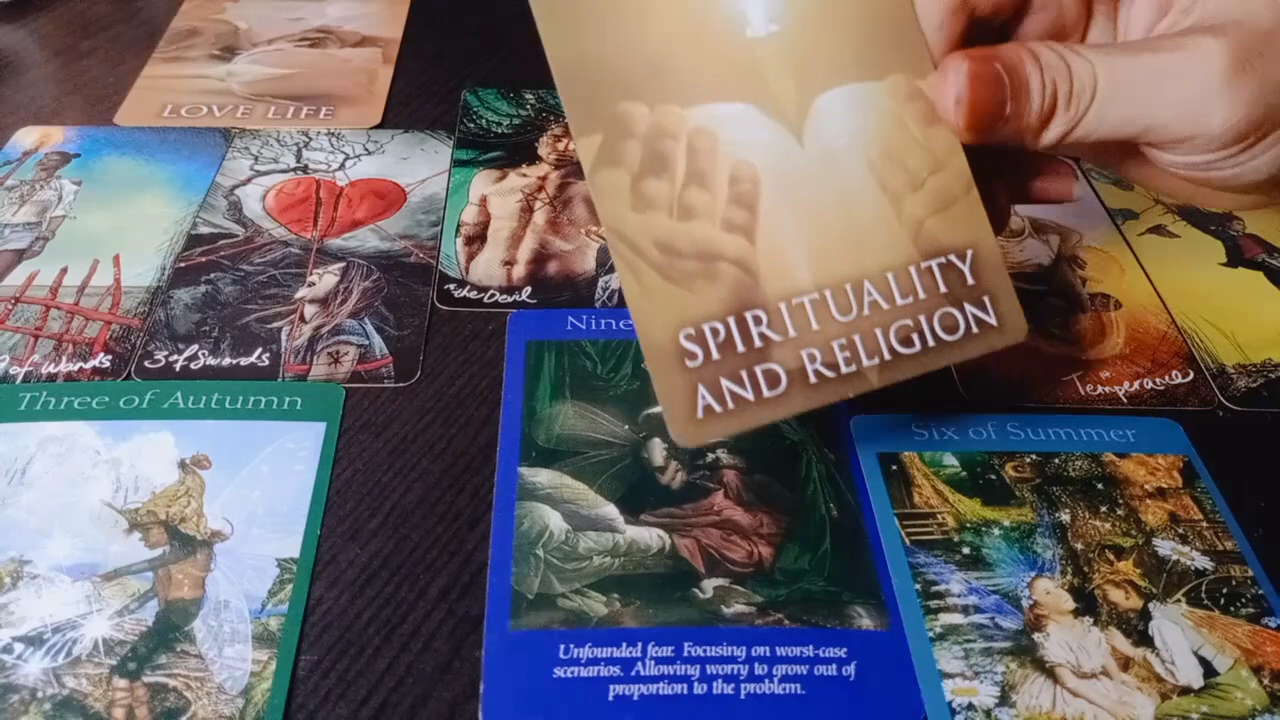 LOVE LIFE
of Wands
3 of Swords
the Devil
SPIRITUALITY
AND RELIGION
Temperance
Three of Autumn
Nine
Six of Summer
Unfounded fear. Focusing on worst-case
scenarios. Allowing worry to grow out of
proportion to the problem.